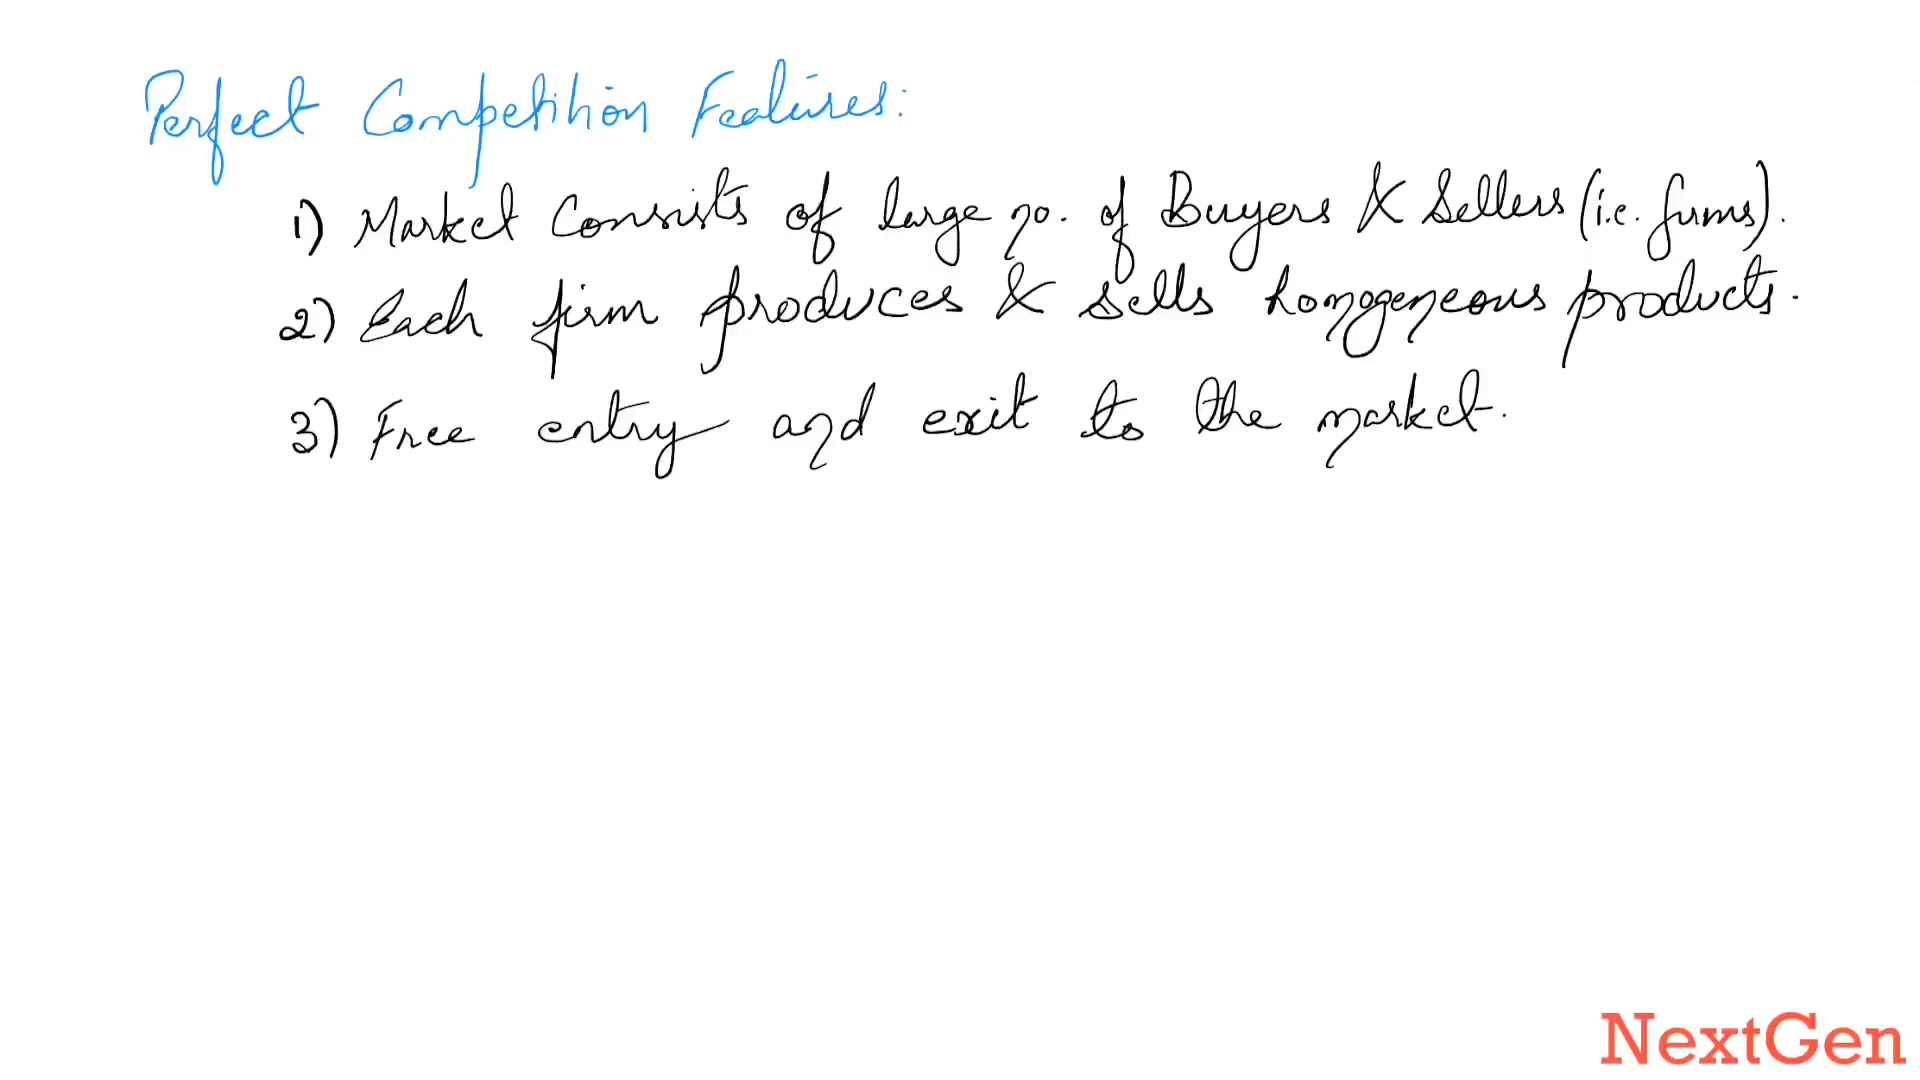 Perfect Competition Features:
1) Market Consists of large no. of Buyers & Sellers (i.e. firms).
2) Each firm produces & sells homogeneous products.
3) Free entry and exit to the market.
NextGen